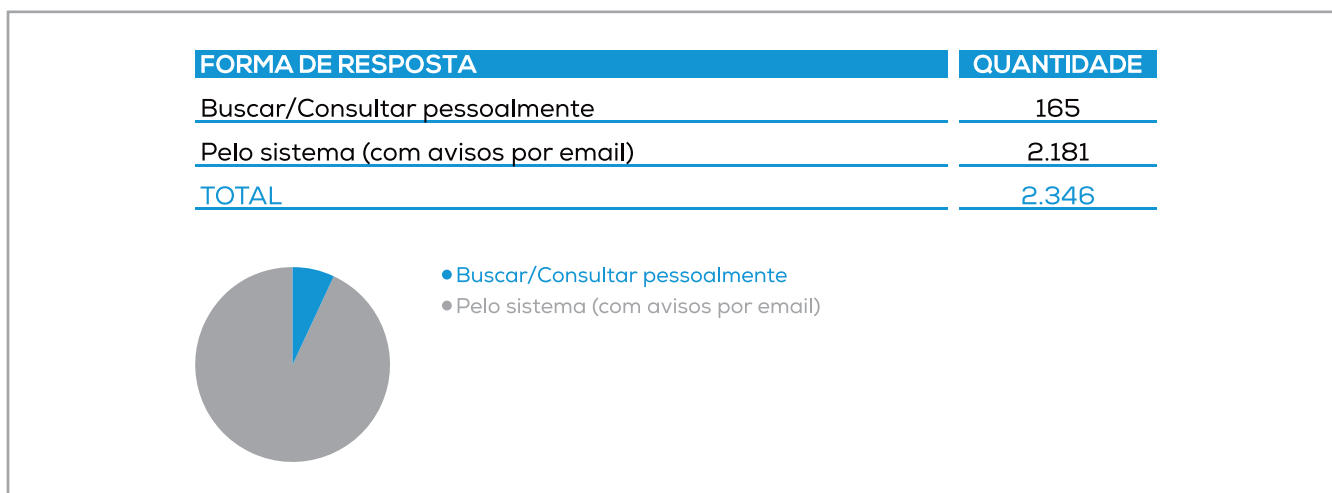 FORMA DE RESPOSTA QUANTIDADE
Buscar/Consultar pessoalmente 165
Pelo sistema (com avisos por email) 2.181
TOTAL 2.346
Buscar/Consultar pessoalmente
Pelo sistema (com avisos por email)